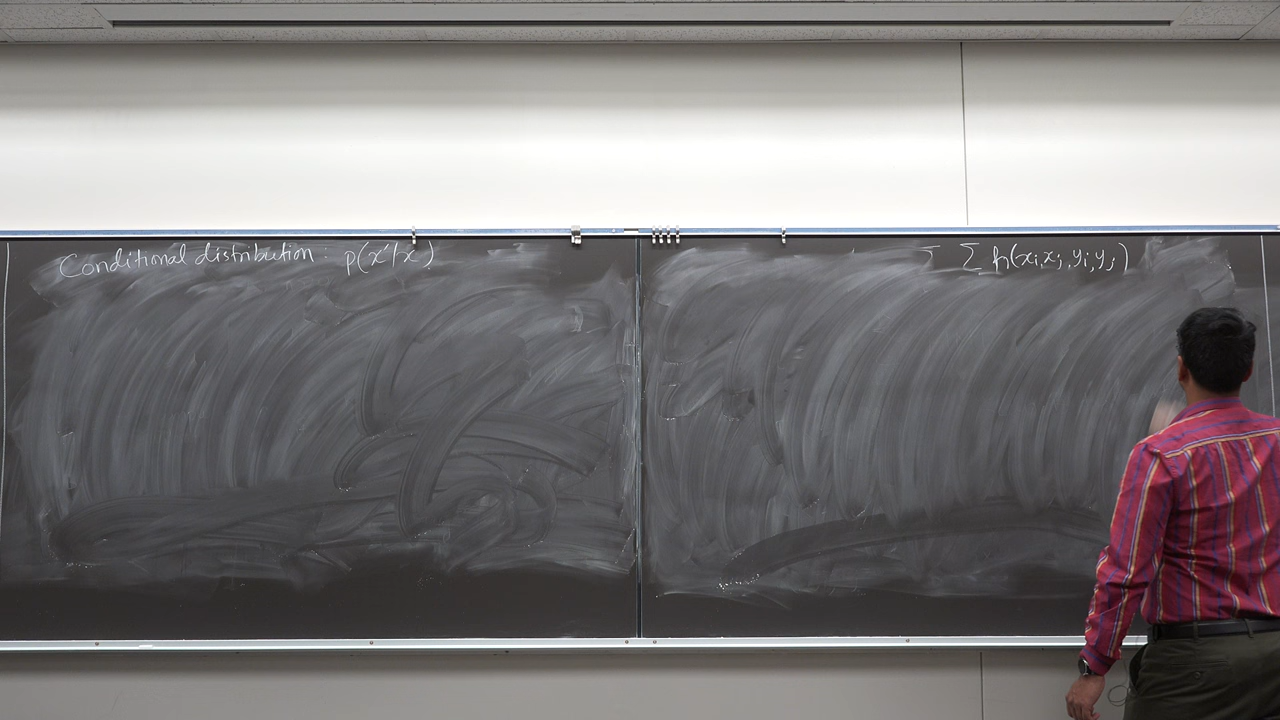 Conditional distribution : p(x'|x)
Σ h(xᵢ,xⱼ,yᵢ,yⱼ)